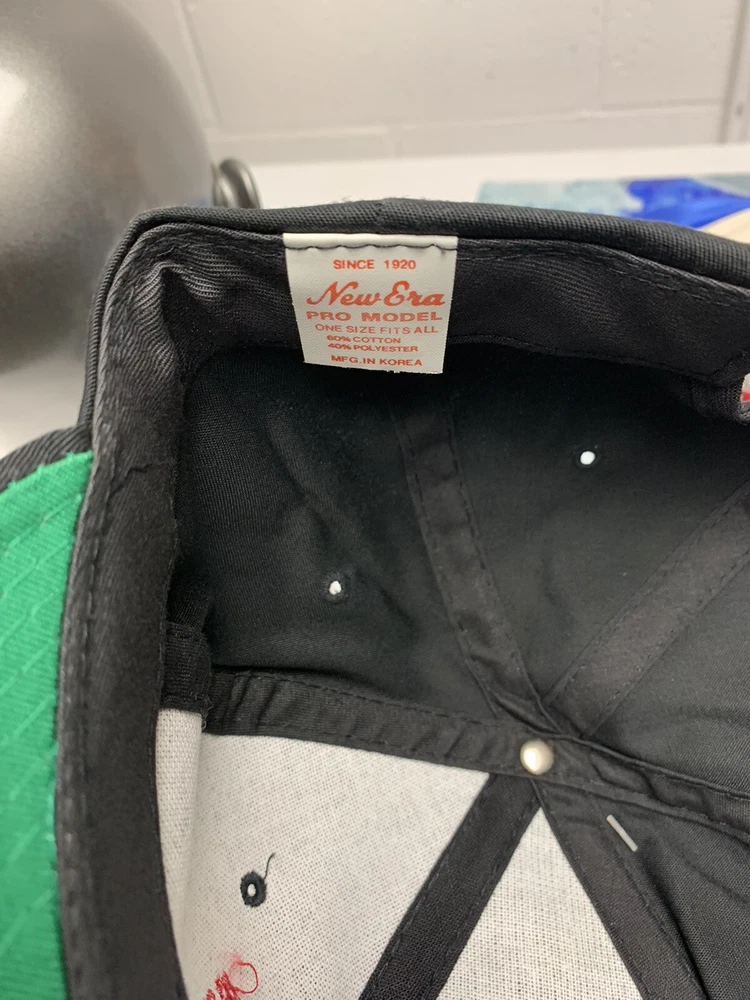 SINCE 1920
New Era
PRO MODEL
ONE SIZE FITS ALL
60% COTTON
40% POLYESTER
MFG.IN KOREA